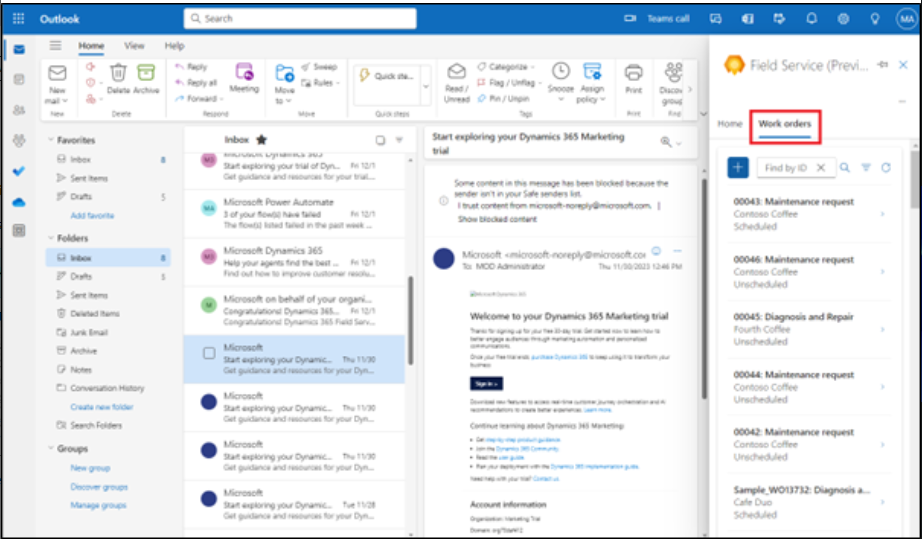 Outlook
Search
Teams call
MA
Home View Help
New mail
Delete Archive
Reply
Reply all
Forward
Meeting
Move to
Sweep
Rules
Quick ste...
Read / Unread
Categorize
Flag / Unflag
Pin / Unpin
Snooze
Assign policy
Print
Discov
group
New
Delete
Respond
Move
Quick steps
Tags
Print
Find
Favorites
Inbox 8
Sent Items
Drafts 5
Add favorite
Folders
Inbox 8
Drafts 5
Sent Items
Deleted Items
Junk Email
Archive
Notes
Conversation History
Create new folder
Search Folders
Groups
New group
Discover groups
Manage groups
Inbox
MD
Microsoft Dynamics 365
Start exploring your trial of Dyn... Fri 12/1
Get guidance and resources for your trial....
MA
Microsoft Power Automate
3 of your flow(s) have failed Fri 12/1
The flow(s) listed failed in the past week ...
MD
Microsoft Dynamics 365
Help your agents find the best ... Fri 12/1
Find out how to improve customer resolu...
M
Microsoft on behalf of your organi...
Congratulations! Dynamics 365... Fri 12/1
Congratulations! Dynamics 365 Field Serv...
Microsoft
Start exploring your Dynamic... Thu 11/30
Get guidance and resources for your Dyn...
Microsoft
Start exploring your Dynamic... Thu 11/30
Get guidance and resources for your Dyn...
Microsoft
Start exploring your Dynamic... Thu 11/30
Get guidance and resources for your Dyn...
Microsoft
Start exploring your Dynamic... Tue 11/28
Get guidance and resources for your Dyn...
Start exploring your Dynamics 365 Marketing
trial
Some content in this message has been blocked because the
sender isn't in your Safe senders list.
I trust content from microsoft-noreply@microsoft.com. |
Show blocked content
Microsoft <microsoft-noreply@microsoft.cor
To: MOD Administrator Thu 11/30/2023 12:46 PM
Microsoft Dynamics 365
Welcome to your Dynamics 365 Marketing trial
Thanks for signing up for your free 30-day trial. Get started now to learn how to
better engage audiences through marketing automation and personalized
communications.
Once your free trial ends, purchase Dynamics 365 to keep using it to transform your
business.
Sign in >
Download new features to access real-time customer journey orchestration and AI
recommendations to create better experiences. Learn more.
Continue learning about Dynamics 365 Marketing:
• Get step-by-step product guidance.
• Join the Dynamics 365 Community.
• Read the user guide.
• Plan your deployment with the Dynamics 365 implementation guide.
Need help with your trial? Contact us.
Account information
Organization: Marketing Trial
Field Service (Previ...
Home Work orders
Find by ID
00043: Maintenance request
Contoso Coffee
Scheduled
00046: Maintenance request
Contoso Coffee
Unscheduled
00045: Diagnosis and Repair
Fourth Coffee
Unscheduled
00044: Maintenance request
Contoso Coffee
Unscheduled
00042: Maintenance request
Contoso Coffee
Unscheduled
Sample_WO13732: Diagnosis a...
Cafe Duo
Scheduled